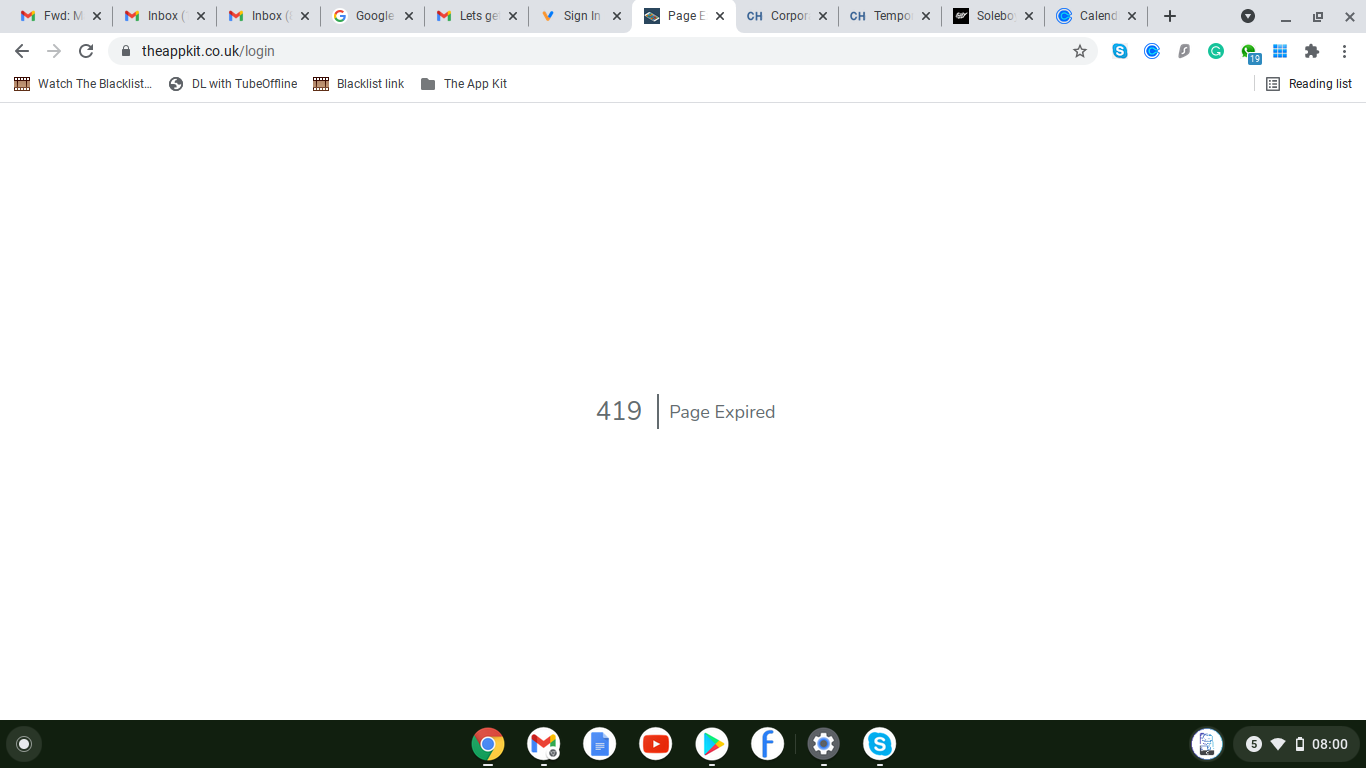 Fwd: M
Inbox (
Inbox (
Google
Lets ge
Sign In
Page E
CH Corpor
CH Tempo
Solebo
Calend
theappkit.co.uk/login
19
Watch The Blacklist...
DL with TubeOffline
Blacklist link
The App Kit
Reading list
419
Page Expired
5
08:00